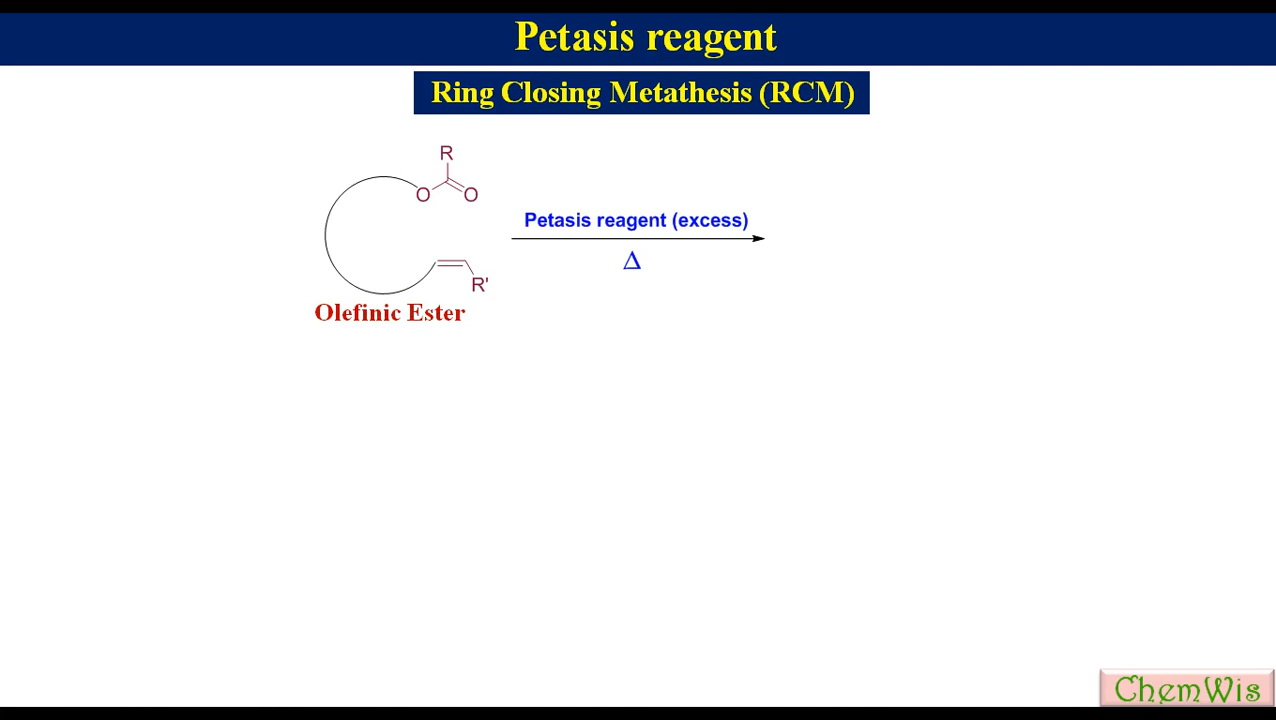 Petasis reagent
Ring Closing Metathesis (RCM)
R
O
O
Petasis reagent (excess)
Δ
R'
Olefinic Ester
ChemWis